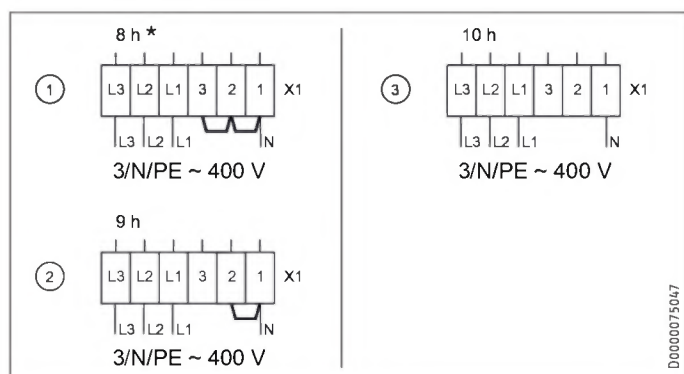 8 h *
1
L3 L2 L1 3 2 1 X1
L3 L2 L1 N
3/N/PE ~ 400 V
9 h
2
L3 L2 L1 3 2 1 X1
L3 L2 L1 N
3/N/PE ~ 400 V
10 h
3
L3 L2 L1 3 2 1 X1
L3 L2 L1 N
3/N/PE ~ 400 V
D0000075047